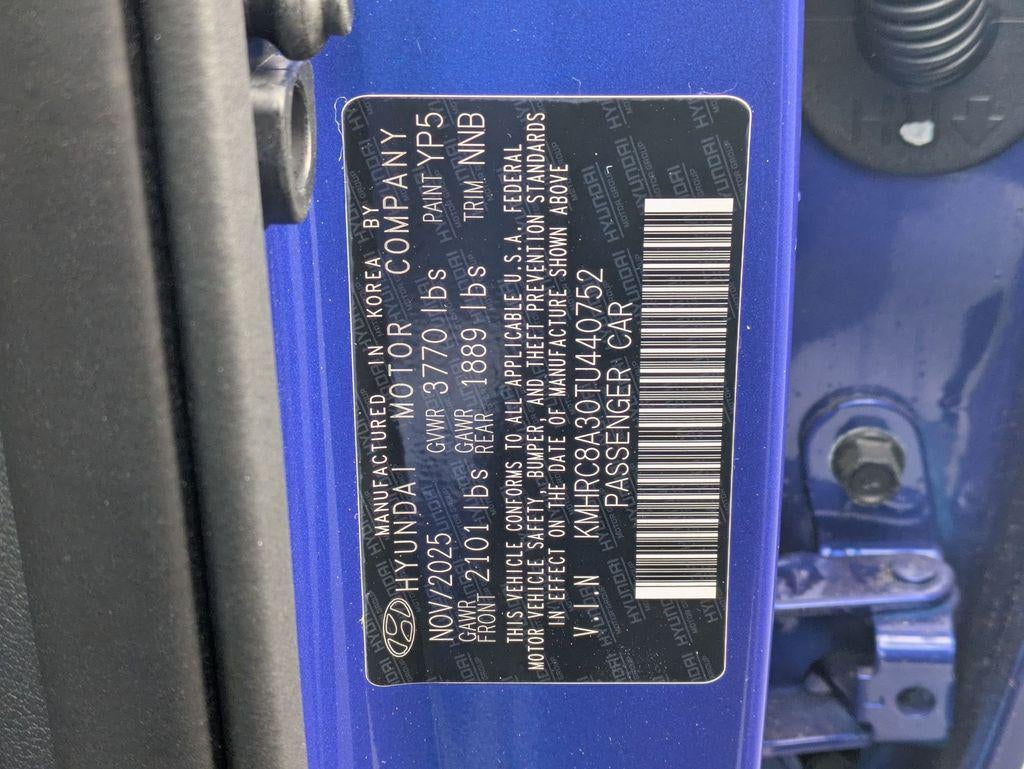 MANUFACTURED IN KOREA BY
HYUNDAI MOTOR COMPANY
NOV/2025 GVWR 3770 lbs PAINT YP5
GAWR FRONT 2101 lbs GAWR REAR 1889 lbs TRIM NNB
THIS VEHICLE CONFORMS TO ALL APPLICABLE U.S.A. FEDERAL
MOTOR VEHICLE SAFETY, BUMPER, AND THEFT PREVENTION STANDARDS
IN EFFECT ON THE DATE OF MANUFACTURE SHOWN ABOVE
V.I.N KMHRC8A30TU440752
PASSENGER CAR